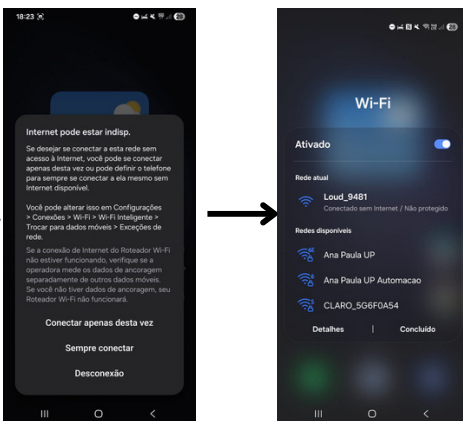 18:23
28
Internet pode estar indisp.
Se desejar se conectar a esta rede sem
acesso à Internet, você pode se conectar
apenas desta vez ou pode definir o telefone
para sempre se conectar a ela mesmo sem
Internet disponível.
Você pode alterar isso em Configurações
> Conexões > Wi-Fi > Wi-Fi Inteligente >
Trocar para dados móveis > Exceções de
rede.
Se a conexão de Internet do Roteador Wi-Fi
não estiver funcionando, verifique se a
operadora mede os dados de ancoragem
separadamente de outros dados móveis.
Se você não tiver dados de ancoragem, seu
Roteador Wi-Fi não funcionará.
Conectar apenas desta vez
Sempre conectar
Desconexão
Wi-Fi
Ativado
Rede atual
Loud_9481
Conectado sem Internet / Não protegido
Redes disponíveis
Ana Paula UP
Ana Paula UP Automacao
CLARO_5G6F0A54
Detalhes | Concluído